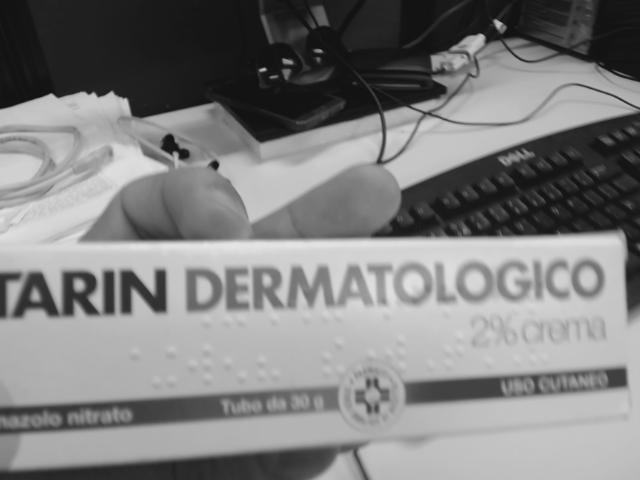 DELL
TARIN DERMATOLOGICO
2% crema
nazolo nitrato Tubo da 30 g USO CUTANEO